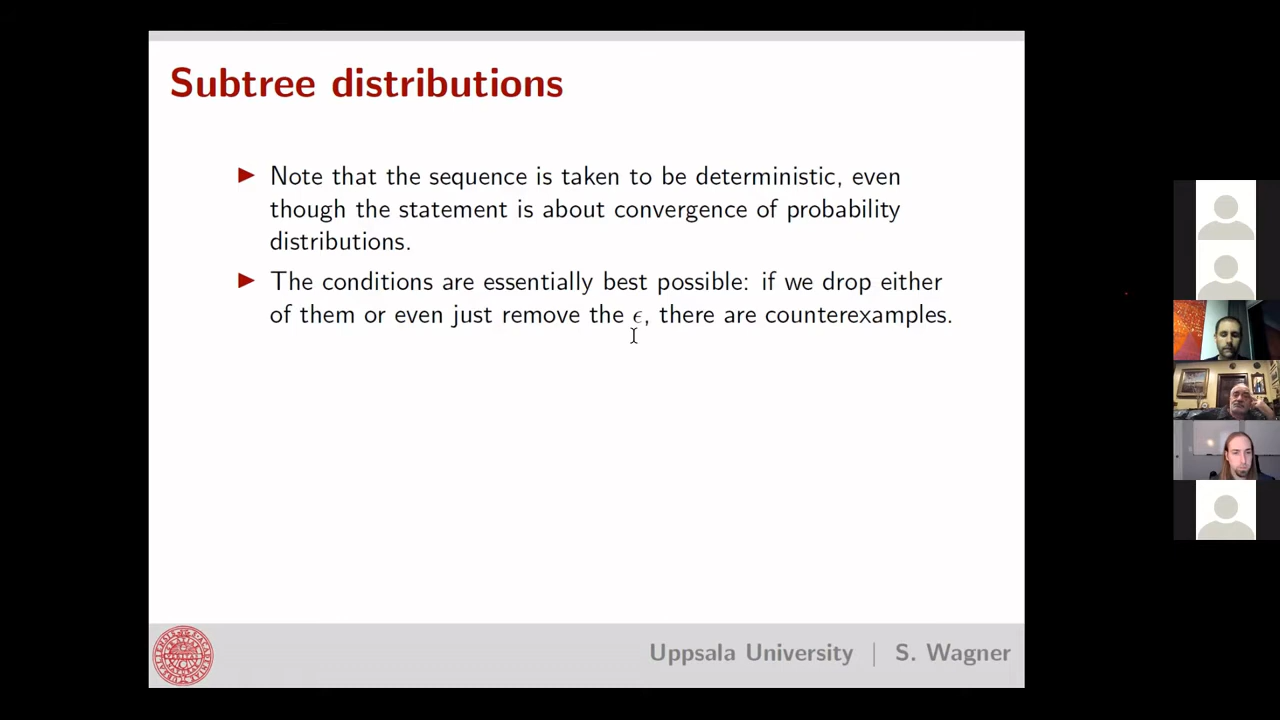 Subtree distributions
▶ Note that the sequence is taken to be deterministic, even
though the statement is about convergence of probability
distributions.
▶ The conditions are essentially best possible: if we drop either
of them or even just remove the ϵ, there are counterexamples.
Uppsala University | S. Wagner